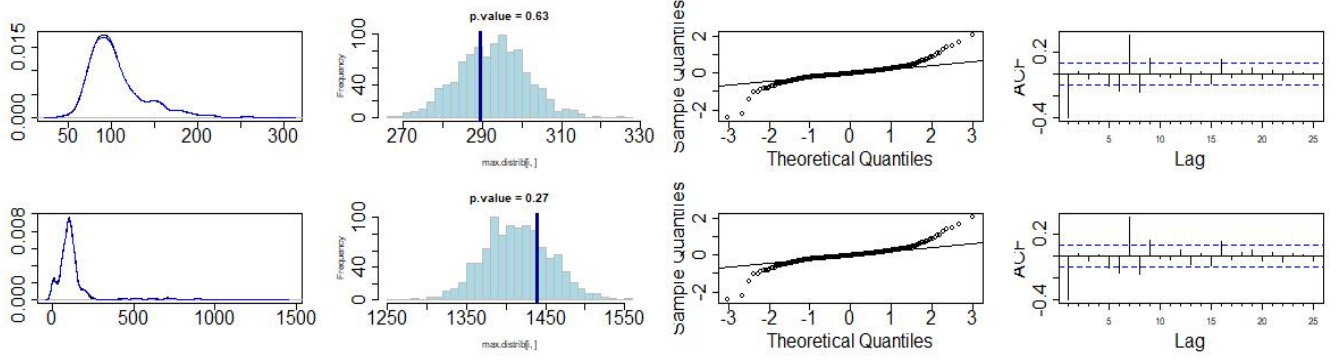 0.000 0.015
50 100 200 300
p.value = 0.63
Frequency
0 40 100
270 290 310 330
max.distrib[i, ]
Sample Quantiles
-2 0 2
-3 -2 -1 0 1 2 3
Theoretical Quantiles
ACF
-0.4 0.2
5 10 15 20 25
Lag
0.000 0.008
0 500 1000 1500
p.value = 0.27
Frequency
0 40 100
1250 1350 1450 1550
max.distrib[i, ]
Sample Quantiles
-2 0 2
-3 -2 -1 0 1 2 3
Theoretical Quantiles
ACF
-0.4 0.2
5 10 15 20 25
Lag